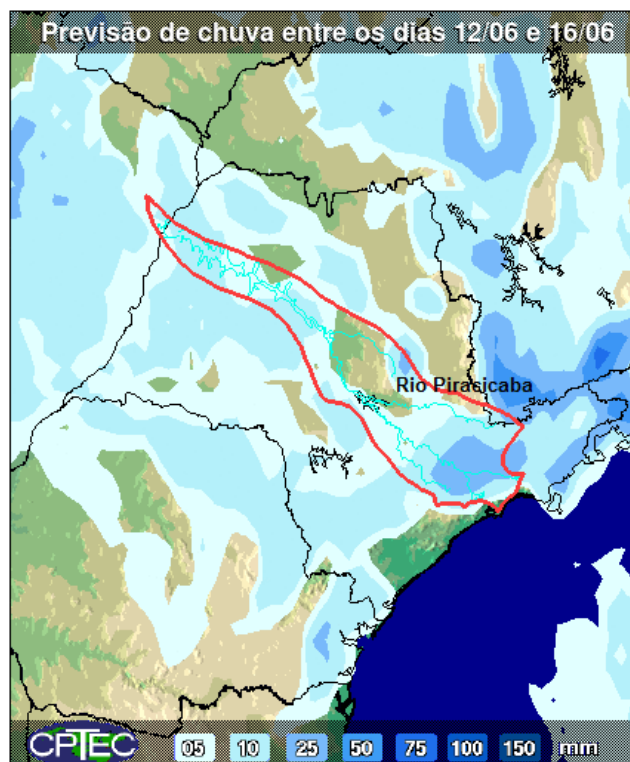 Previsão de chuva entre os dias 12/06 e 16/06
Rio Pirasicaba
CPTEC 05 10 25 50 75 100 150 mm